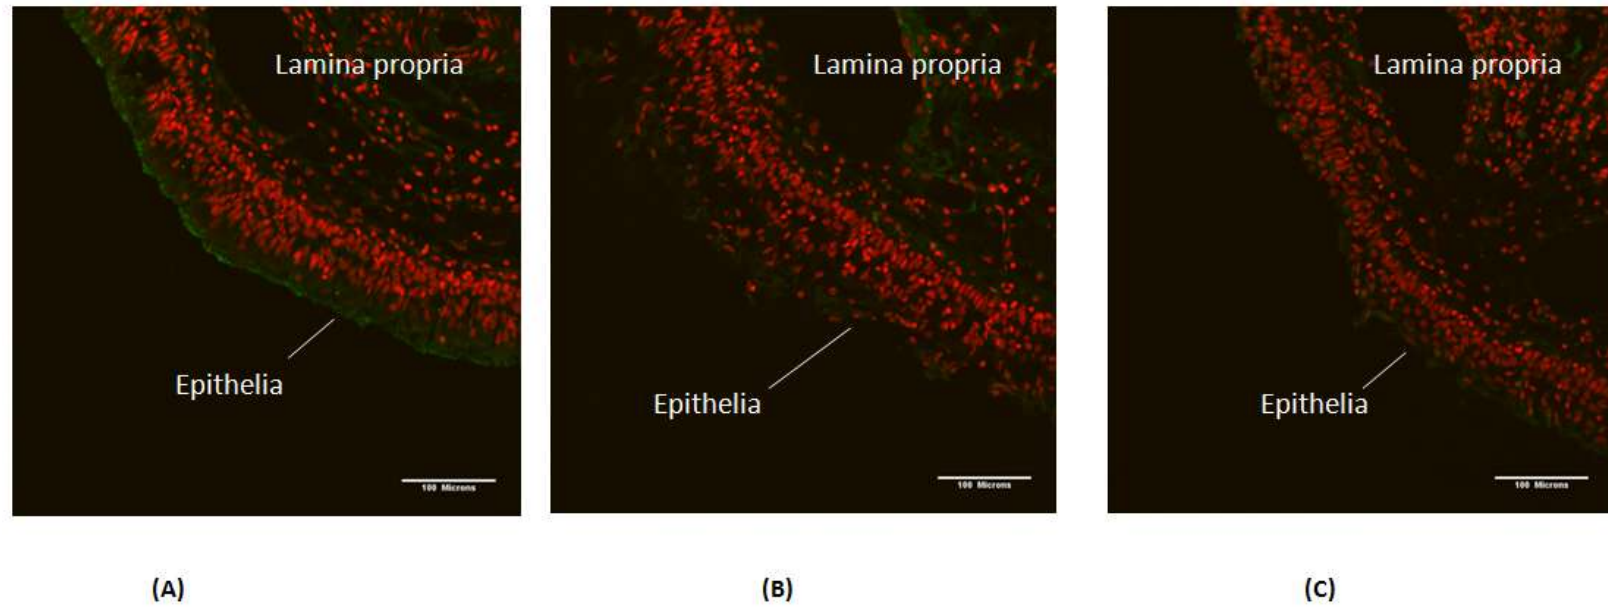 Lamina propria
Lamina propria
Lamina propria
Epithelia
Epithelia
Epithelia
100 Microns
100 Microns
100 Microns
(A)
(B)
(C)